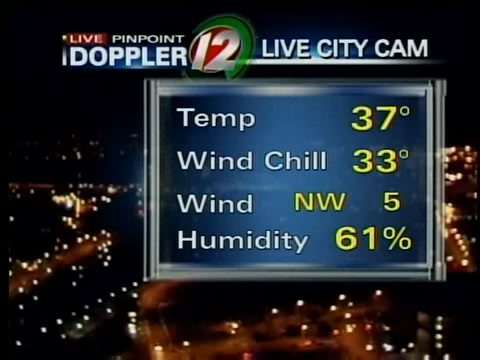 LIVE PINPOINT
DOPPLER 12 LIVE CITY CAM
Temp 37°
Wind Chill 33°
Wind NW 5
Humidity 61%